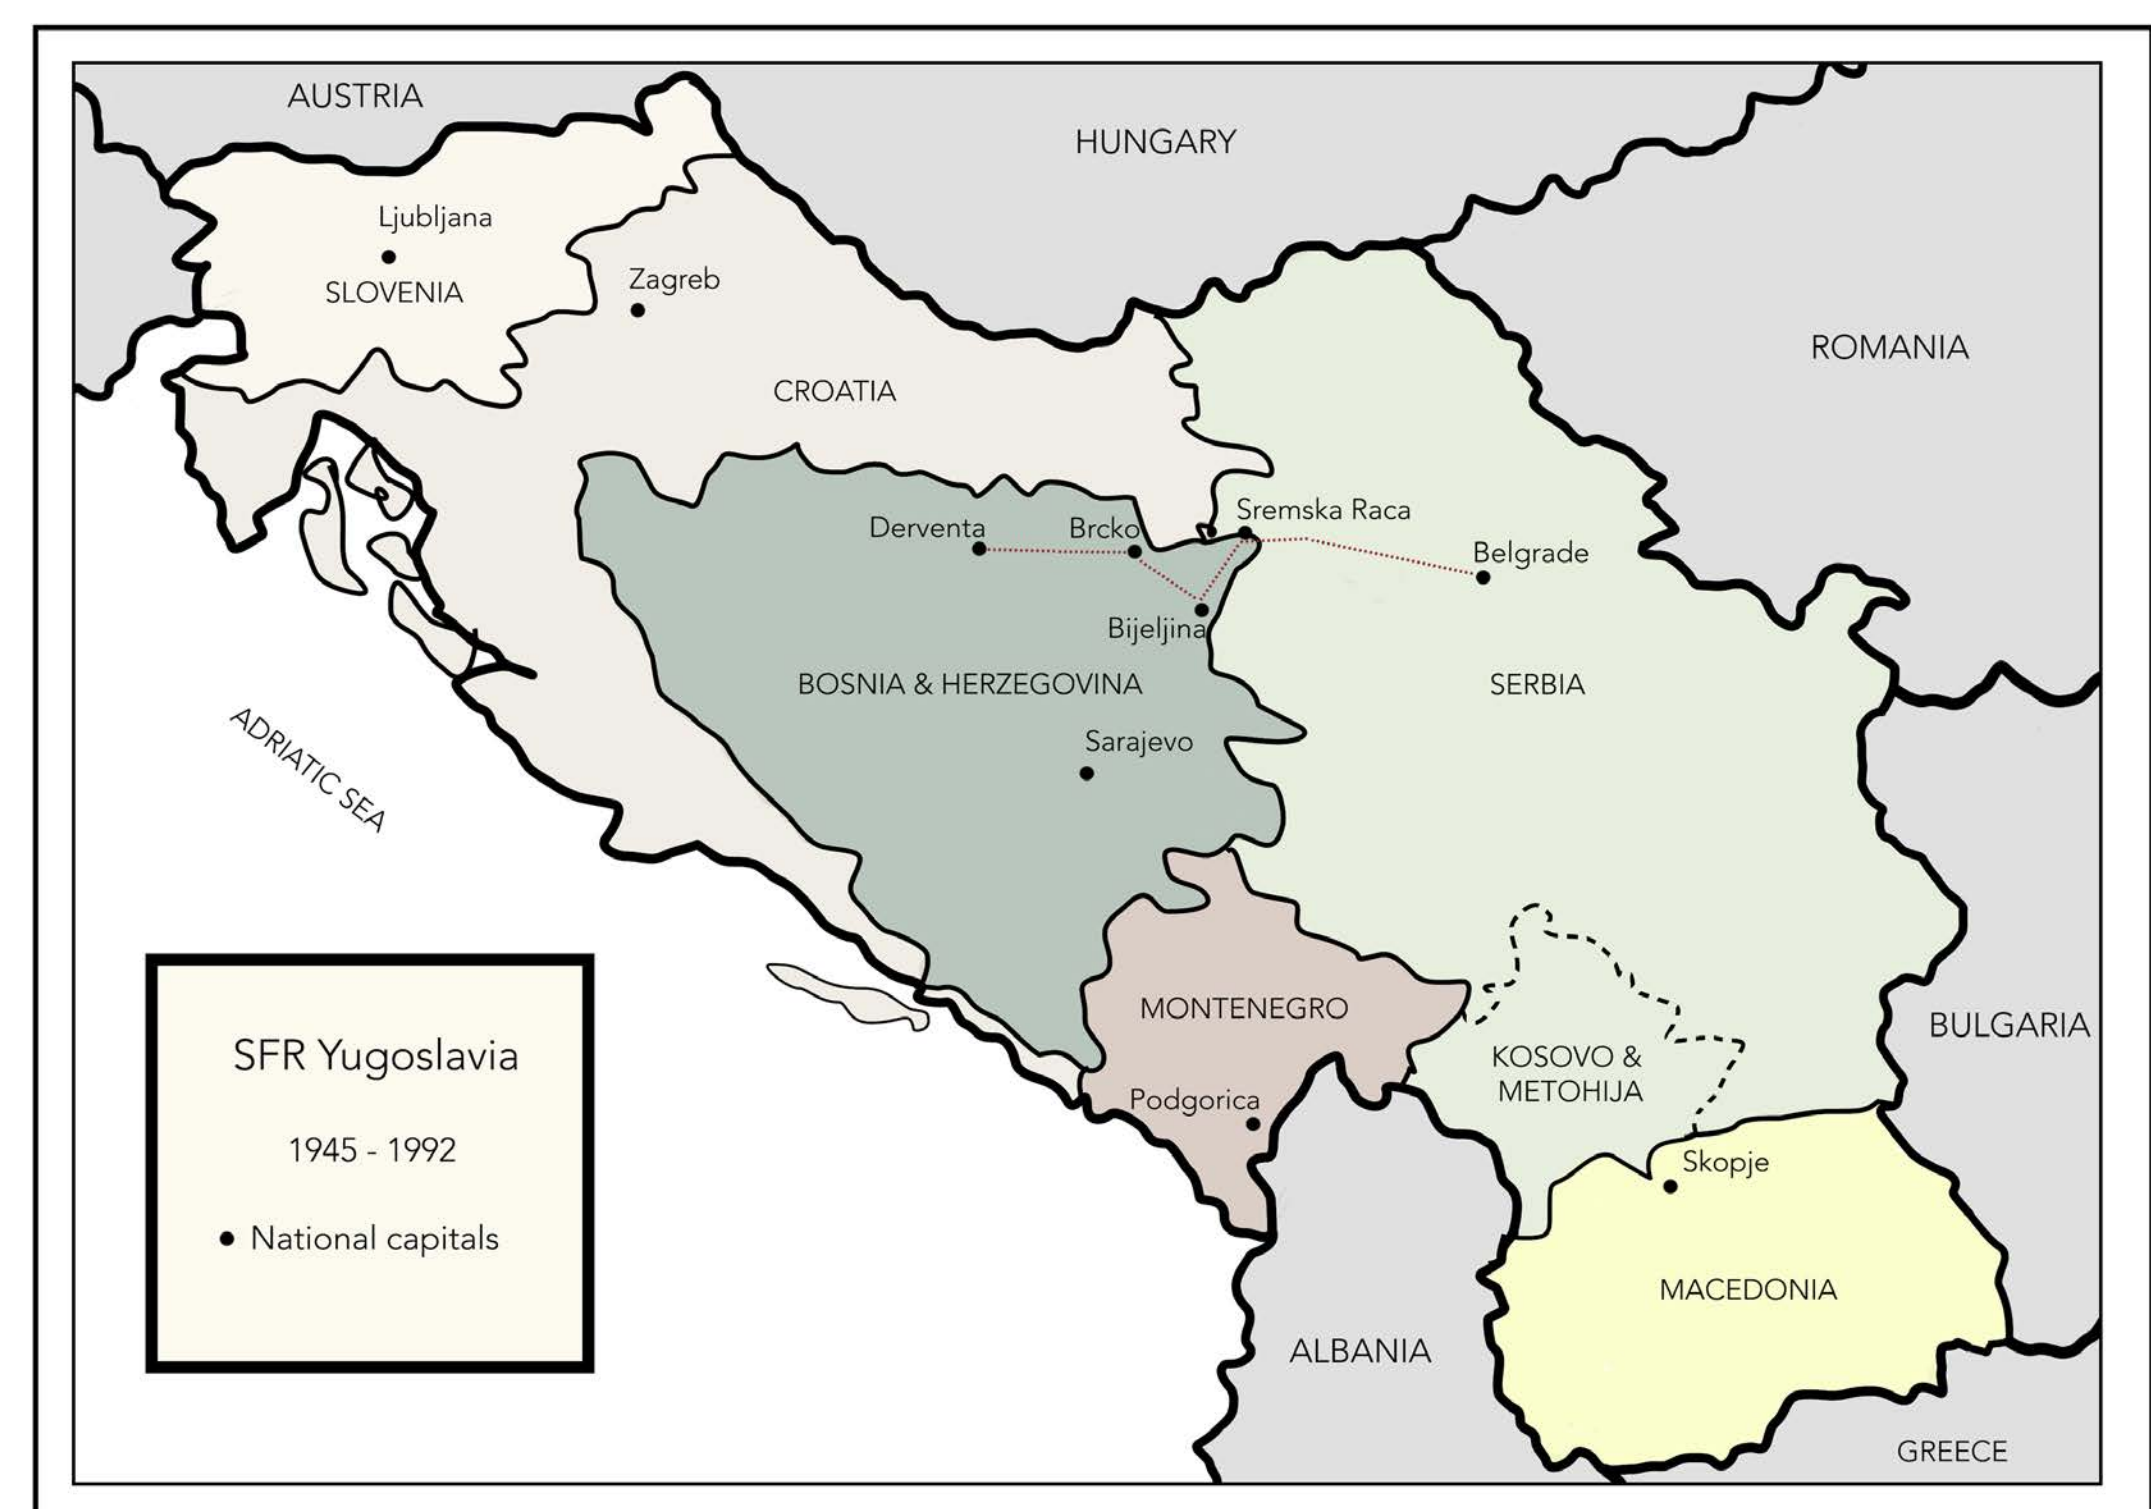 AUSTRIA
HUNGARY
Ljubljana
SLOVENIA
Zagreb
ROMANIA
CROATIA
Sremska Raca
Derventa
Brcko
Belgrade
Bijeljina
BOSNIA & HERZEGOVINA
SERBIA
ADRIATIC SEA
Sarajevo
MONTENEGRO
BULGARIA
KOSOVO &
METOHIJA
Podgorica
Skopje
MACEDONIA
ALBANIA
GREECE
SFR Yugoslavia
1945 - 1992
National capitals